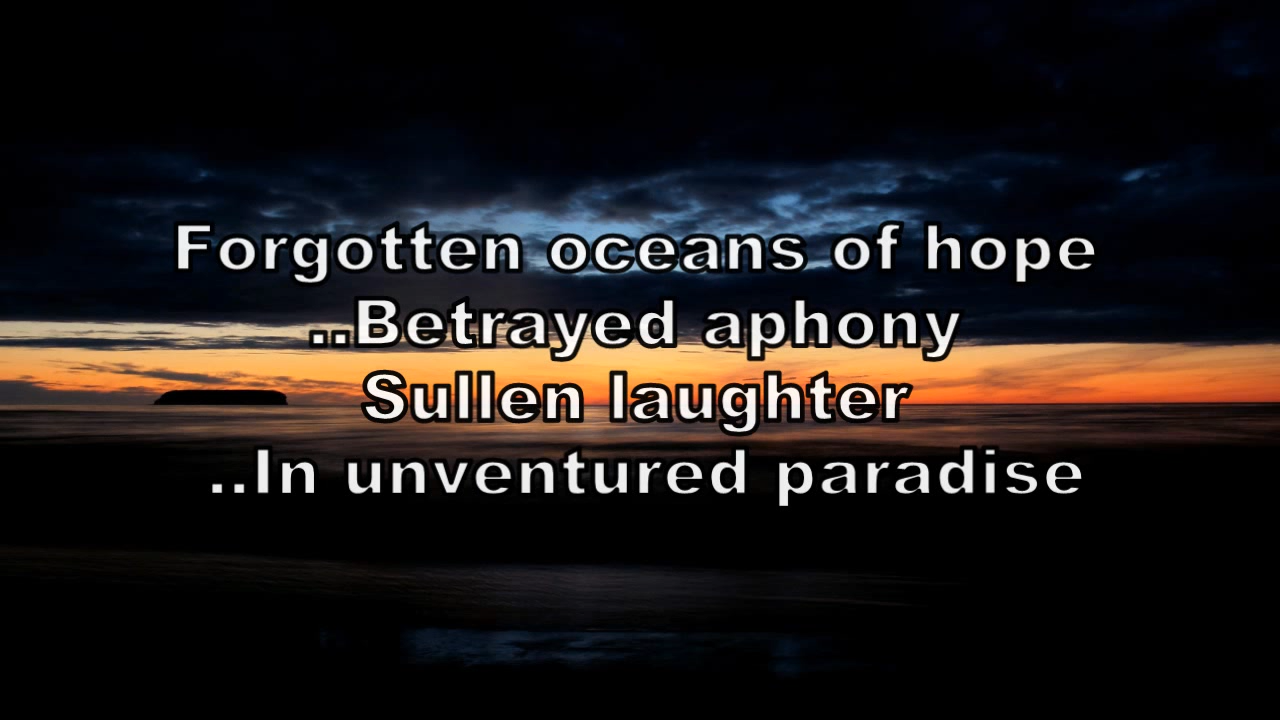 Forgotten oceans of hope
..Betrayed aphony
Sullen laughter
..In unventured paradise